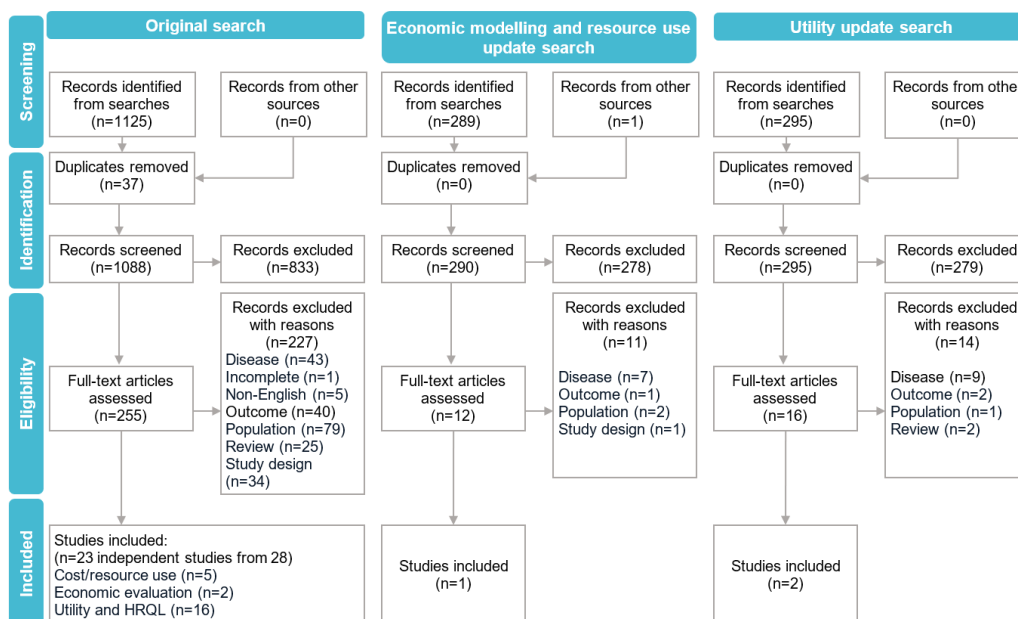 Original search
Economic modelling and resource use
update search
Utility update search
Screening
Records identified
from searches
(n=1125)
Records from other
sources
(n=0)
Records identified
from searches
(n=289)
Records from other
sources
(n=1)
Records identified
from searches
(n=295)
Records from other
sources
(n=0)
Identification
Duplicates removed
(n=37)
Duplicates removed
(n=0)
Duplicates removed
(n=0)
Records screened
(n=1088)
Records excluded
(n=833)
Records screened
(n=290)
Records excluded
(n=278)
Records screened
(n=295)
Records excluded
(n=279)
Eligibility
Full-text articles
assessed
(n=255)
Records excluded
with reasons
(n=227)
Disease (n=43)
Incomplete (n=1)
Non-English (n=5)
Outcome (n=40)
Population (n=79)
Review (n=25)
Study design
(n=34)
Full-text articles
assessed
(n=12)
Records excluded
with reasons
(n=11)
Disease (n=7)
Outcome (n=1)
Population (n=2)
Study design (n=1)
Full-text articles
assessed
(n=16)
Records excluded
with reasons
(n=14)
Disease (n=9)
Outcome (n=2)
Population (n=1)
Review (n=2)
Included
Studies included:
(n=23 independent studies from 28)
Cost/resource use (n=5)
Economic evaluation (n=2)
Utility and HRQL (n=16)
Studies included
(n=1)
Studies included
(n=2)